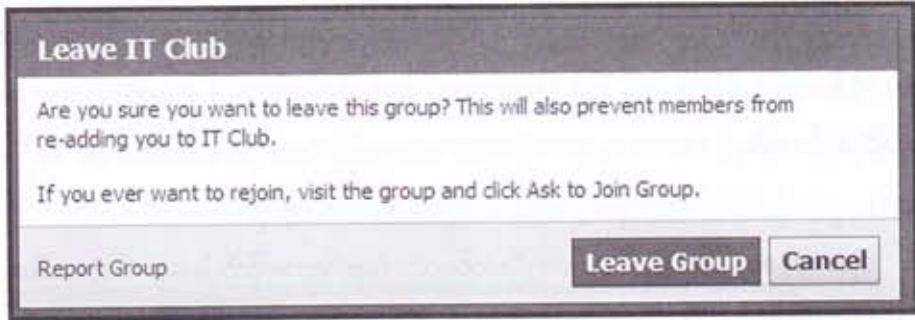 Leave IT Club
Are you sure you want to leave this group? This will also prevent members from
re-adding you to IT Club.
If you ever want to rejoin, visit the group and click Ask to Join Group.
Report Group
Leave Group
Cancel